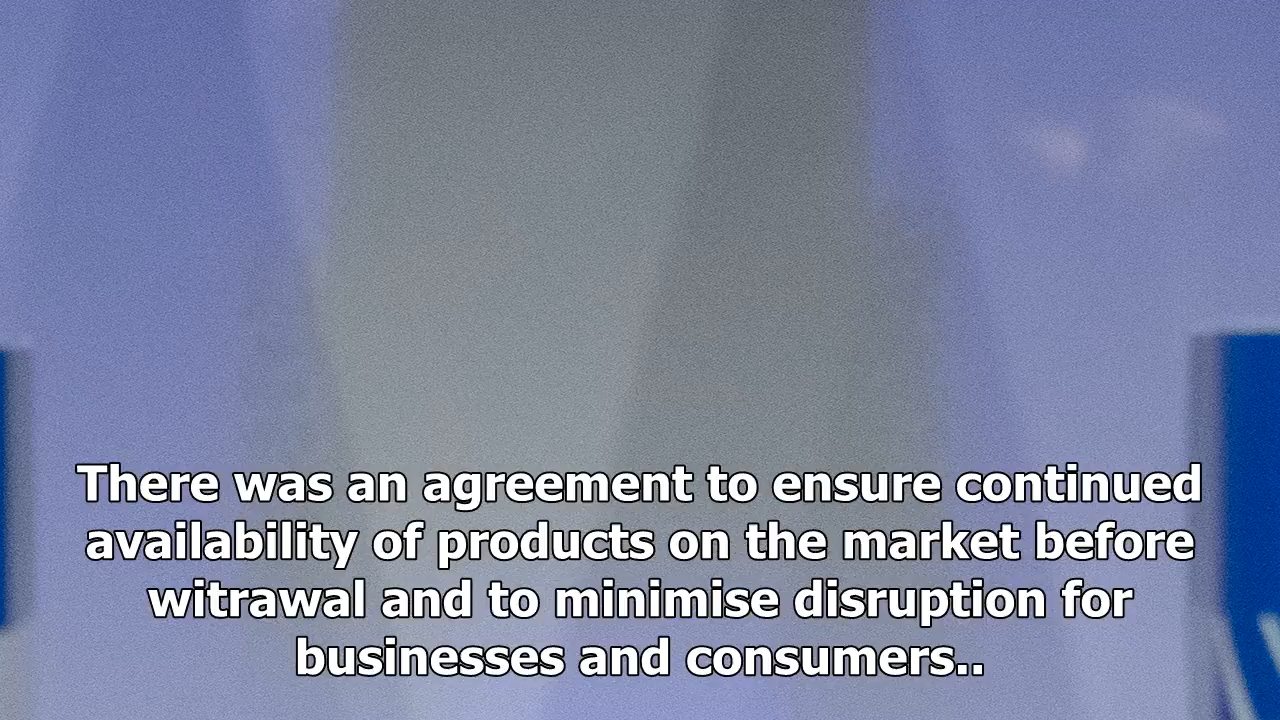 There was an agreement to ensure continued
availability of products on the market before
witrawal and to minimise disruption for
businesses and consumers..